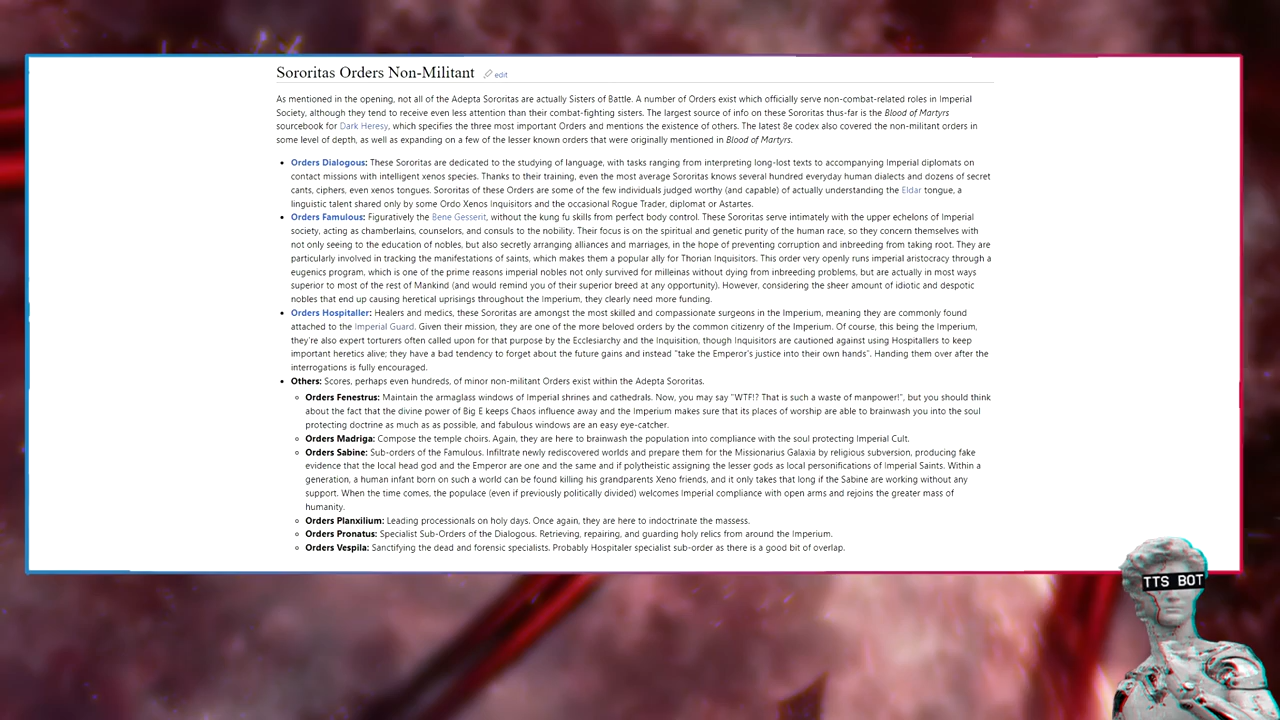 Sororitas Orders Non-Militant edit
As mentioned in the opening, not all of the Adepta Sororitas are actually Sisters of Battle. A number of Orders exist which officially serve non-combat-related roles in Imperial
Society, although they tend to receive even less attention than their combat-fighting sisters. The largest source of info on these Sororitas thus-far is the Blood of Martyrs
sourcebook for Dark Heresy, which specifies the three most important Orders and mentions the existence of others. The latest 8e codex also covered the non-militant orders in
some level of depth, as well as expanding on a few of the lesser known orders that were originally mentioned in Blood of Martyrs.
• Orders Dialogous: These Sororitas are dedicated to the studying of language, with tasks ranging from interpreting long-lost texts to accompanying Imperial diplomats on
contact missions with intelligent xenos species. Thanks to their training, even the most average Sororitas knows several hundred everyday human dialects and dozens of secret
cants, ciphers, even xenos tongues. Sororitas of these Orders are some of the few individuals judged worthy (and capable) of actually understanding the Eldar tongue, a
linguistic talent shared only by some Ordo Xenos Inquisitors and the occasional Rogue Trader, diplomat or Astartes.
• Orders Famulous: Figuratively the Bene Gesserit, without the kung fu skills from perfect body control. These Sororitas serve intimately with the upper echelons of Imperial
society, acting as chamberlains, counselors, and consuls to the nobility. Their focus is on the spiritual and genetic purity of the human race, so they concern themselves with
not only seeing to the education of nobles, but also secretly arranging alliances and marriages, in the hope of preventing corruption and inbreeding from taking root. They are
particularly involved in tracking the manifestations of saints, which makes them a popular ally for Thorian Inquisitors. This order very openly runs imperial aristocracy through a
eugenics program, which is one of the prime reasons imperial nobles not only survived for milleinas without dying from inbreeding problems, but are actually in most ways
superior to most of the rest of Mankind (and would remind you of their superior breed at any opportunity). However, considering the sheer amount of idiotic and despotic
nobles that end up causing heretical uprisings throughout the Imperium, they clearly need more funding.
• Orders Hospitaller: Healers and medics, these Sororitas are amongst the most skilled and compassionate surgeons in the Imperium, meaning they are commonly found
attached to the Imperial Guard. Given their mission, they are one of the more beloved orders by the common citizenry of the Imperium. Of course, this being the Imperium,
they're also expert torturers often called upon for that purpose by the Ecclesiarchy and the Inquisition, though Inquisitors are cautioned against using Hospitallers to keep
important heretics alive; they have a bad tendency to forget about the future gains and instead "take the Emperor's justice into their own hands". Handing them over after the
interrogations is fully encouraged.
• Others: Scores, perhaps even hundreds, of minor non-militant Orders exist within the Adepta Sororitas.
◦ Orders Fenestrus: Maintain the armaglass windows of Imperial shrines and cathedrals. Now, you may say "WTF!? That is such a waste of manpower!", but you should think
about the fact that the divine power of Big E keeps Chaos influence away and the Imperium makes sure that its places of worship are able to brainwash you into the soul
protecting doctrine as much as as possible, and fabulous windows are an easy eye-catcher.
◦ Orders Madriga: Compose the temple choirs. Again, they are here to brainwash the population into compliance with the soul protecting Imperial Cult.
◦ Orders Sabine: Sub-orders of the Famulous. Infiltrate newly rediscovered worlds and prepare them for the Missionarius Galaxia by religious subversion, producing fake
evidence that the local head god and the Emperor are one and the same and if polytheistic assigning the lesser gods as local personifications of Imperial Saints. Within a
generation, a human infant born on such a world can be found killing his grandparents Xeno friends, and it only takes that long if the Sabine are working without any
support. When the time comes, the populace (even if previously politically divided) welcomes Imperial compliance with open arms and rejoins the greater mass of
humanity.
◦ Orders Planxilium: Leading processionals on holy days. Once again, they are here to indoctrinate the massess.
◦ Orders Pronatus: Specialist Sub-Orders of the Dialogous. Retrieving, repairing, and guarding holy relics from around the Imperium.
◦ Orders Vespila: Sanctifying the dead and forensic specialists. Probably Hospitaler specialist sub-order as there is a good bit of overlap.
TTS BOT